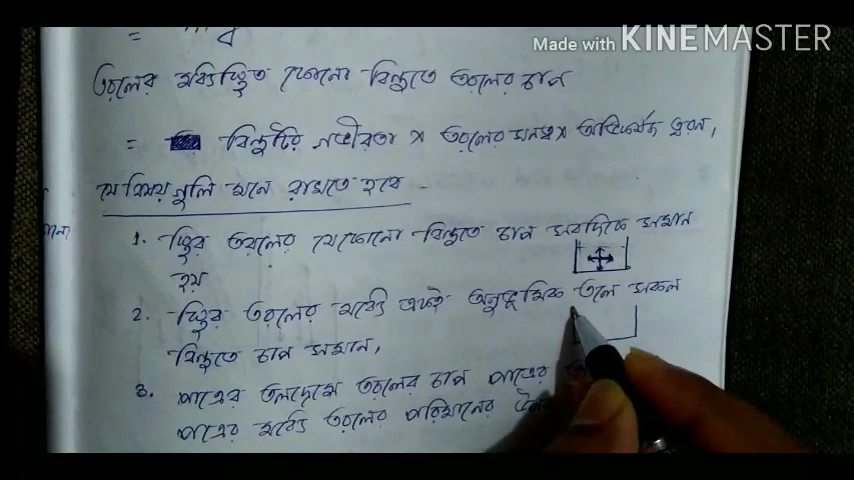 Made with KINEMASTER
=
তরলের মধ্যস্থিত কোনো বিন্দুতে তরলের চাপ
= বিন্দুটির গভীরতা × তরলের ঘনত্ব × অভিকর্ষজ ত্বরণ,
যে বিষয় গুলি মনে রাখতে হবে -
1. স্থির তরলের যেকোনো বিন্দুতে চাপ সবদিকে সমান
হয়
2. স্থির তরলের মধ্যে একই অনুভূমিক তলে সকল
বিন্দুতে চাপ সমান,
3. পাত্রের তলদেশে তরলের চাপ পাত্রের
পাত্রের মধ্যে তরলের পরিমানের